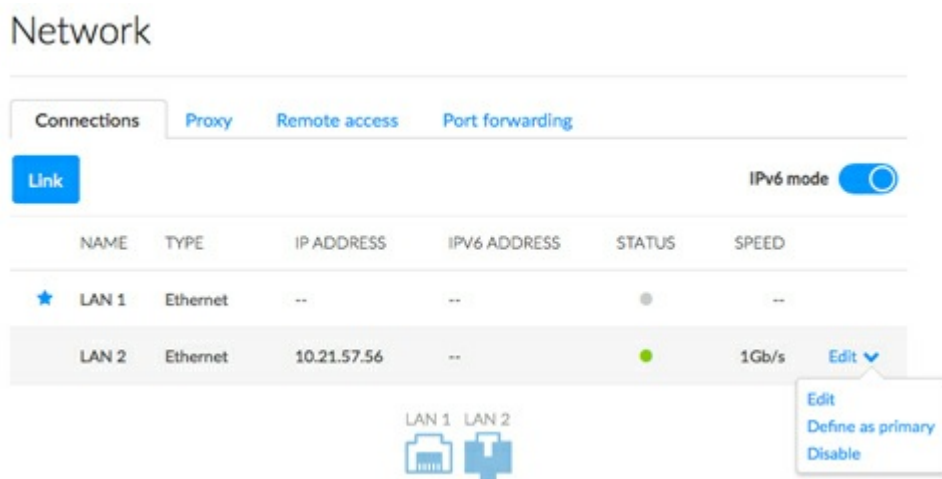 Network
Connections Proxy Remote access Port forwarding
Link IPv6 mode
NAME TYPE IP ADDRESS IPV6 ADDRESS STATUS SPEED
LAN 1 Ethernet -- -- --
LAN 2 Ethernet 10.21.57.56 -- 1Gb/s Edit
Edit
Define as primary
Disable
LAN 1 LAN 2